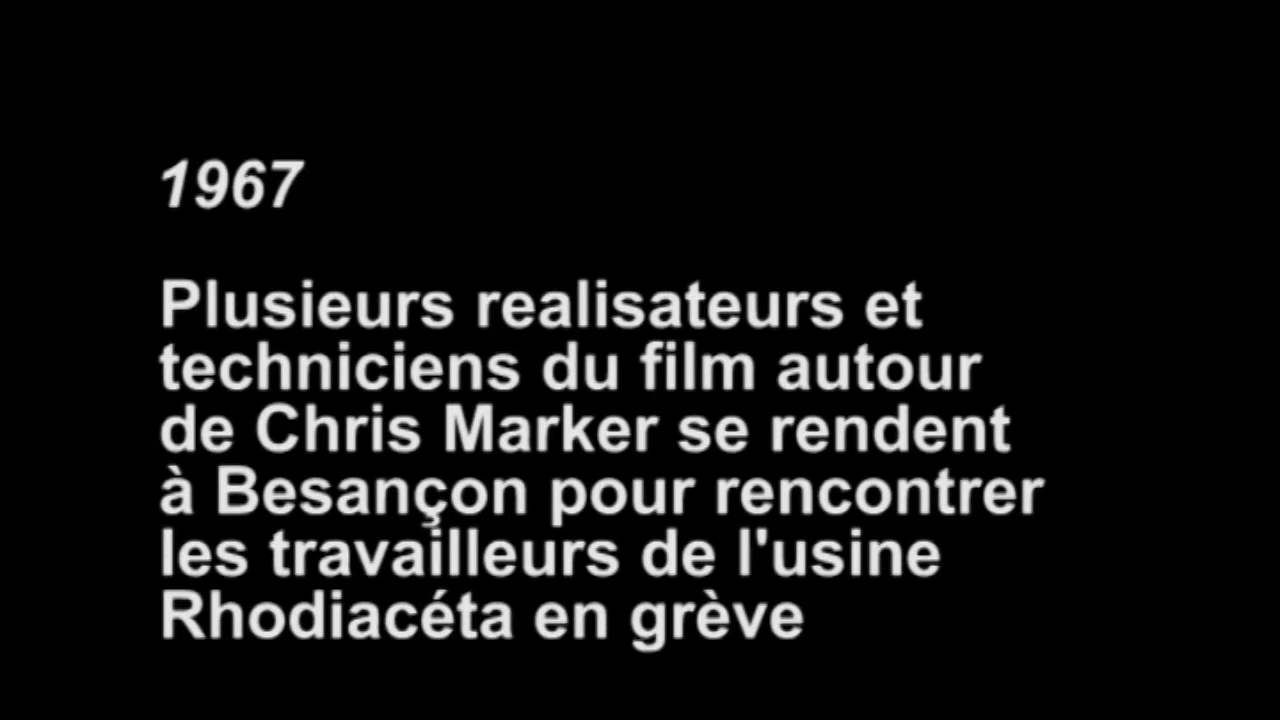 1967
Plusieurs realisateurs et
techniciens du film autour
de Chris Marker se rendent
à Besançon pour rencontrer
les travailleurs de l'usine
Rhodiacéta en grève